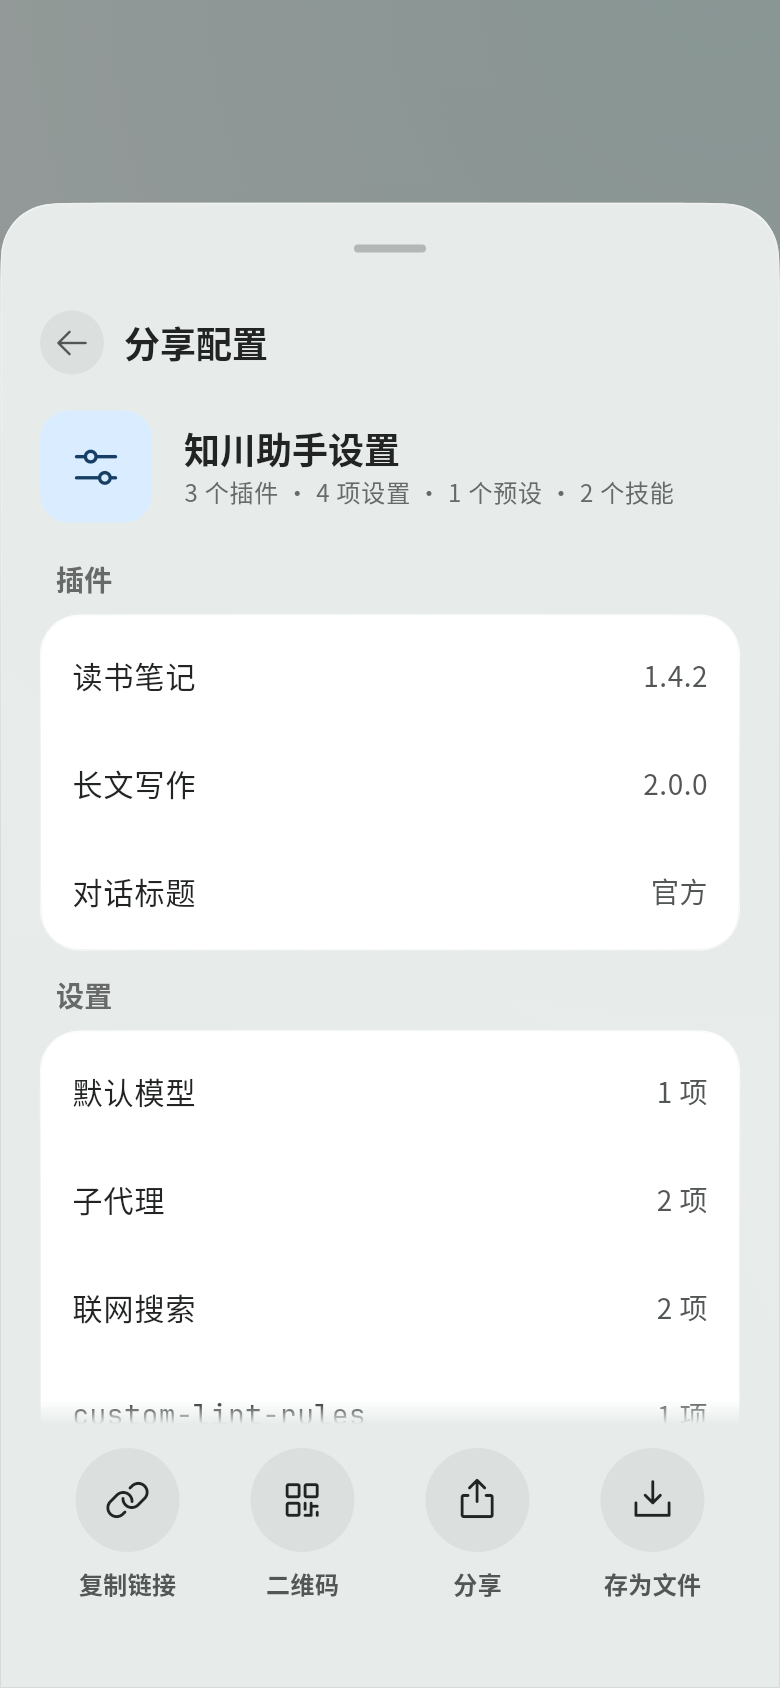 分享配置
知川助手设置
3 个插件 • 4 项设置 • 1 个预设 • 2 个技能
插件
读书笔记 1.4.2
长文写作 2.0.0
对话标题 官方
设置
默认模型 1 项
子代理 2 项
联网搜索 2 项
custom-lint-rules 1 项
复制链接 二维码 分享 存为文件